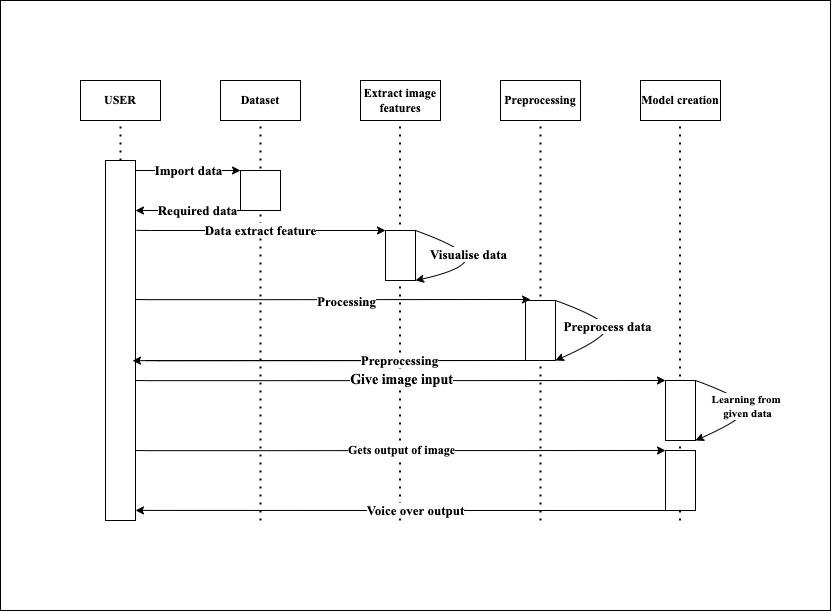 USER
Dataset
Extract image
features
Preprocessing
Model creation
Import data
Required data
Data extract feature
Visualise data
Processing
Preprocess data
Preprocessing
Give image input
Learning from
given data
Gets output of image
Voice over output